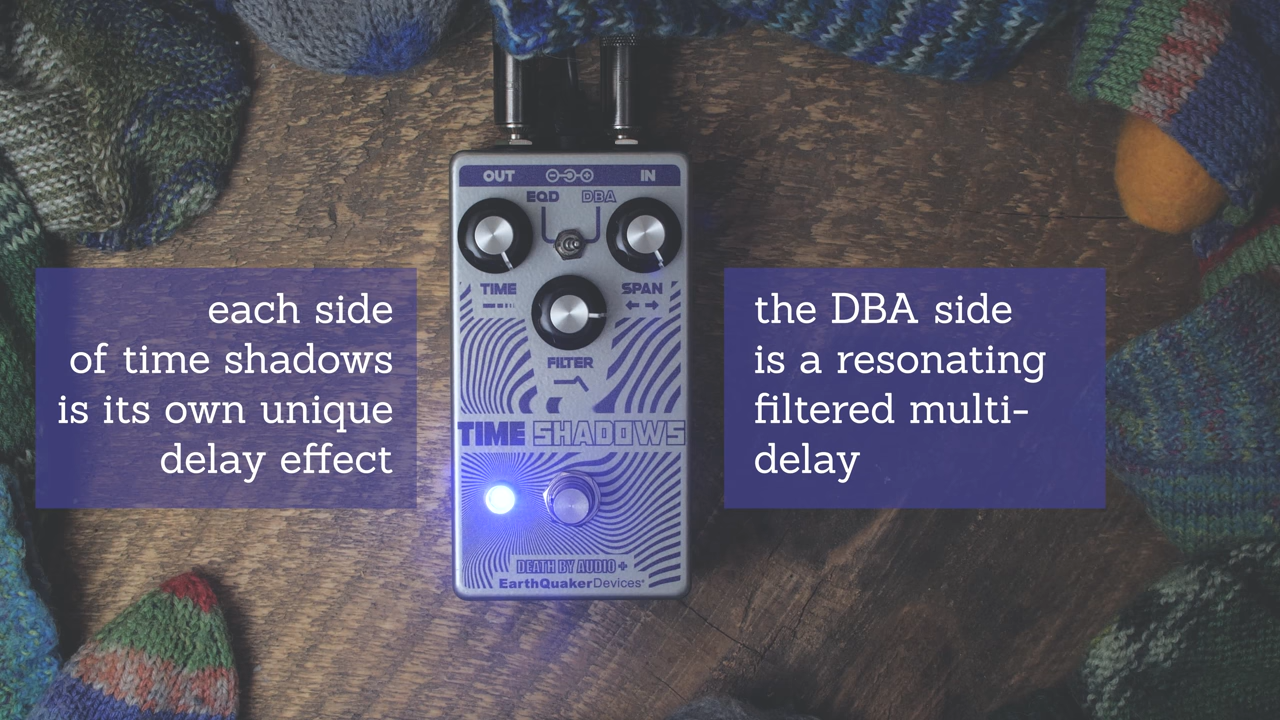 OUT IN
EQD DBA
TIME SPAN
FILTER
TIME SHADOWS
DEATH BY AUDIO +
EarthQuakerDevices
each side
of time shadows
is its own unique
delay effect
the DBA side
is a resonating
filtered multi-
delay